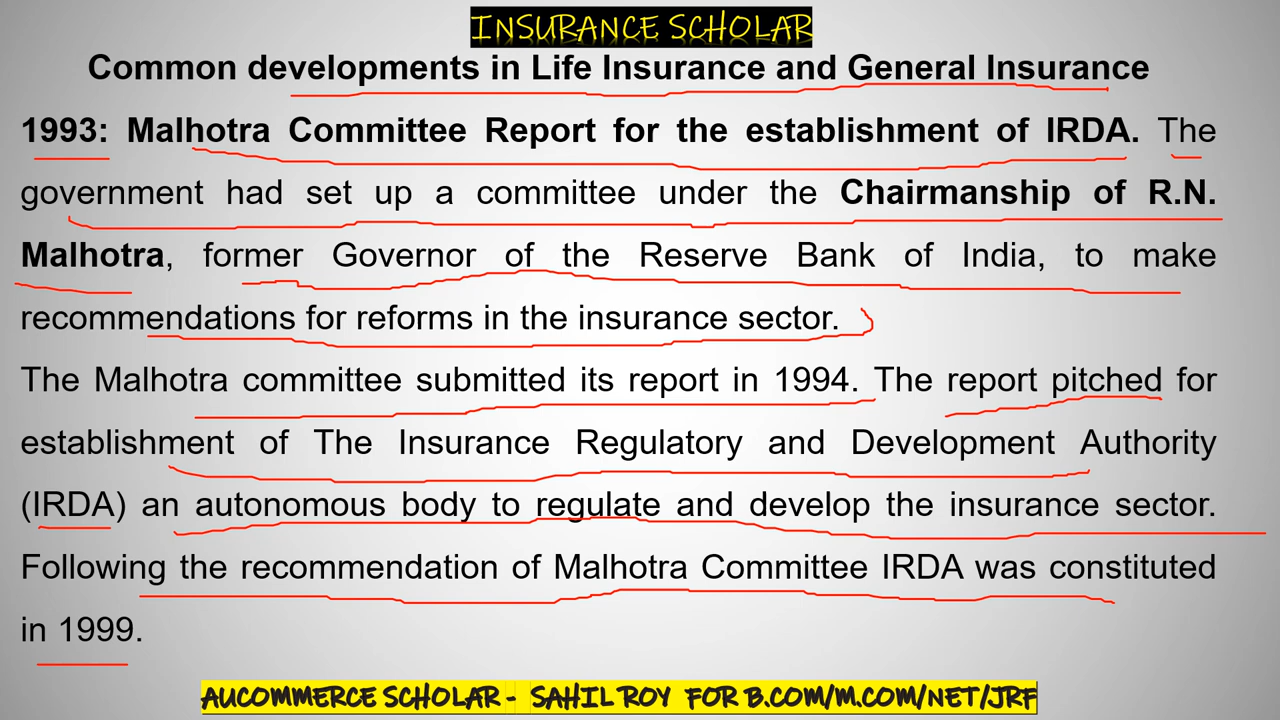 INSURANCE SCHOLAR
Common developments in Life Insurance and General Insurance
1993: Malhotra Committee Report for the establishment of IRDA. The
government had set up a committee under the Chairmanship of R.N.
Malhotra, former Governor of the Reserve Bank of India, to make
recommendations for reforms in the insurance sector.
The Malhotra committee submitted its report in 1994. The report pitched for
establishment of The Insurance Regulatory and Development Authority
(IRDA) an autonomous body to regulate and develop the insurance sector.
Following the recommendation of Malhotra Committee IRDA was constituted
in 1999.
AUCOMMERCE SCHOLAR - SAHIL ROY FOR B.COM/M.COM/NET/JRF